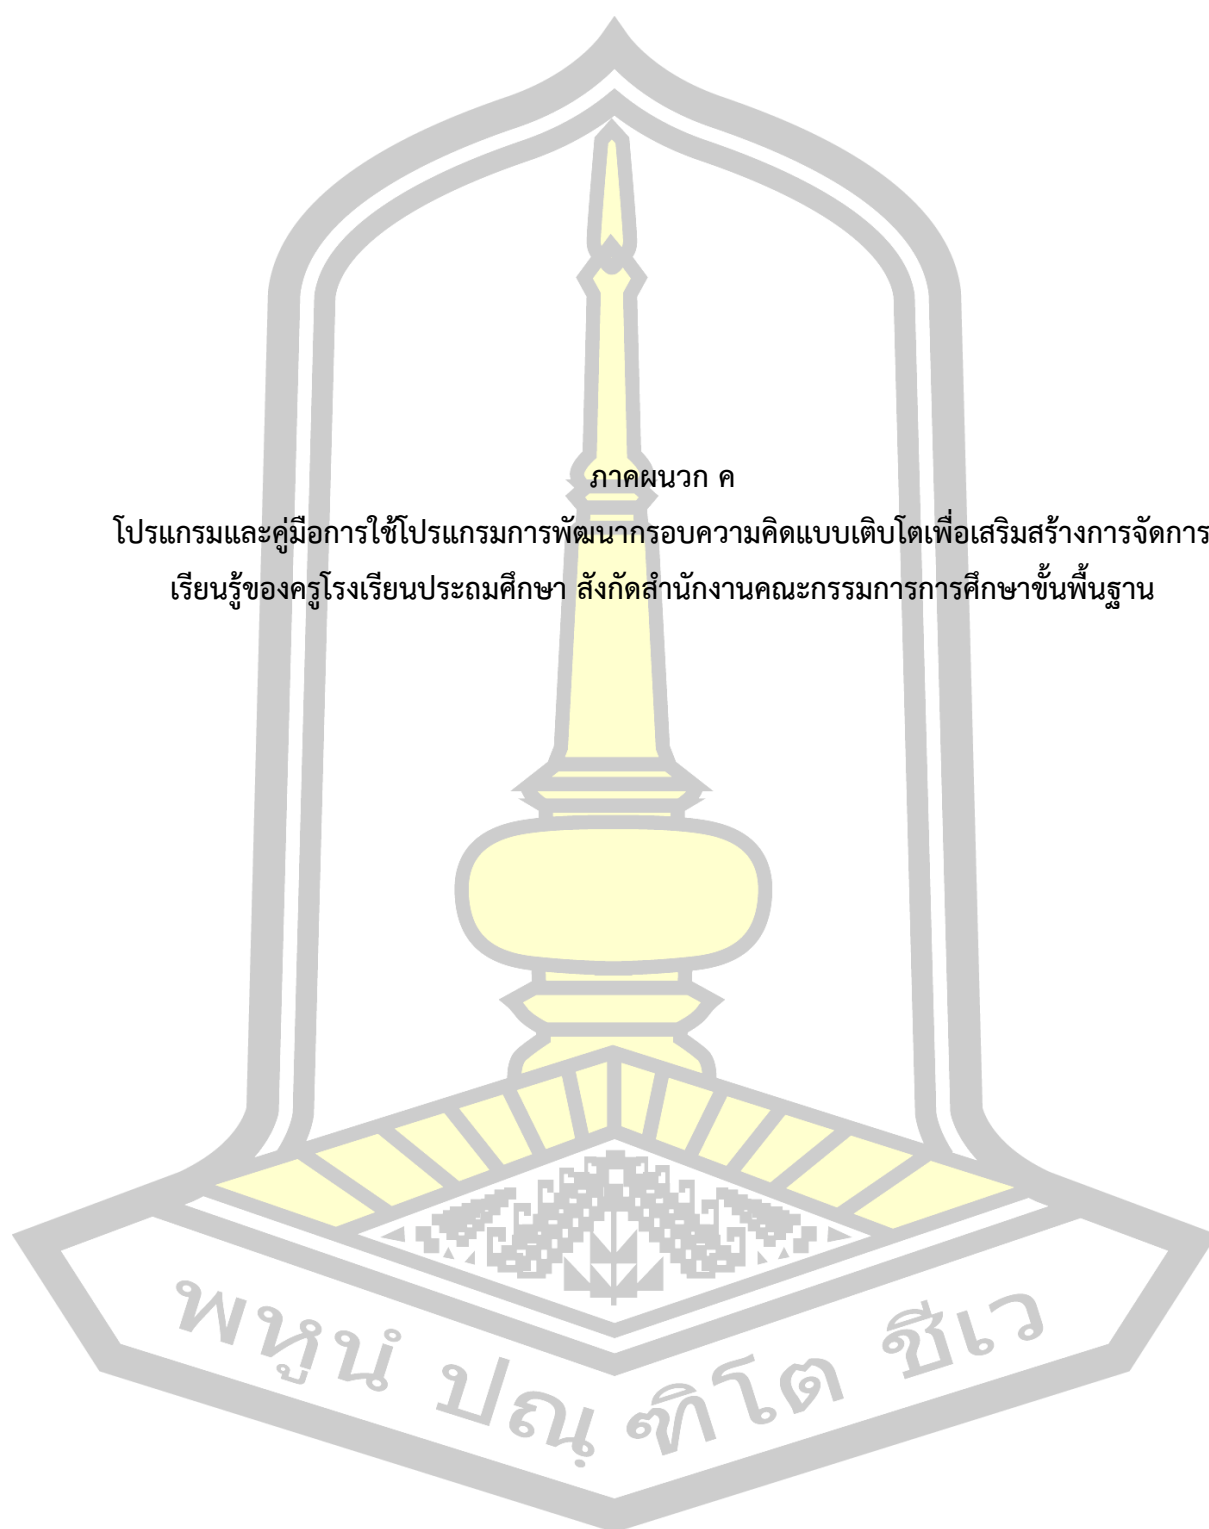 ภาคผนวก ค
โปรแกรมและคู่มือการใช้โปรแกรมการพัฒนากรอบความคิดแบบเติบโตเพื่อเสริมสร้างการจัดการ
เรียนรู้ของครูโรงเรียนประถมศึกษา สังกัดสำนักงานคณะกรรมการการศึกษาขั้นพื้นฐาน
พหูนํ ปณฺฑิโต ชีเว